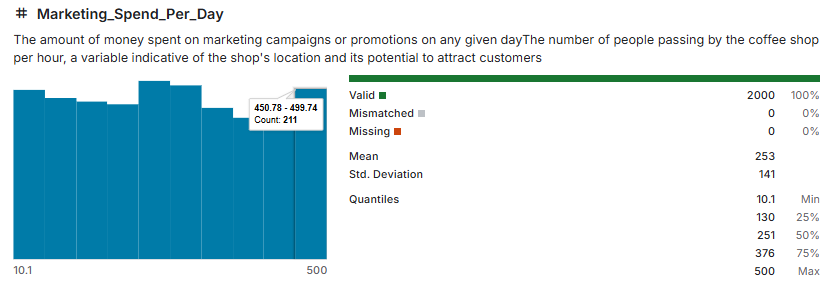 # Marketing_Spend_Per_Day
The amount of money spent on marketing campaigns or promotions on any given dayThe number of people passing by the coffee shop
per hour, a variable indicative of the shop's location and its potential to attract customers
450.78 - 499.74
Count: 211
10.1 500
Valid 2000 100%
Mismatched 0 0%
Missing 0 0%
Mean 253
Std. Deviation 141
Quantiles 10.1 Min
130 25%
251 50%
376 75%
500 Max